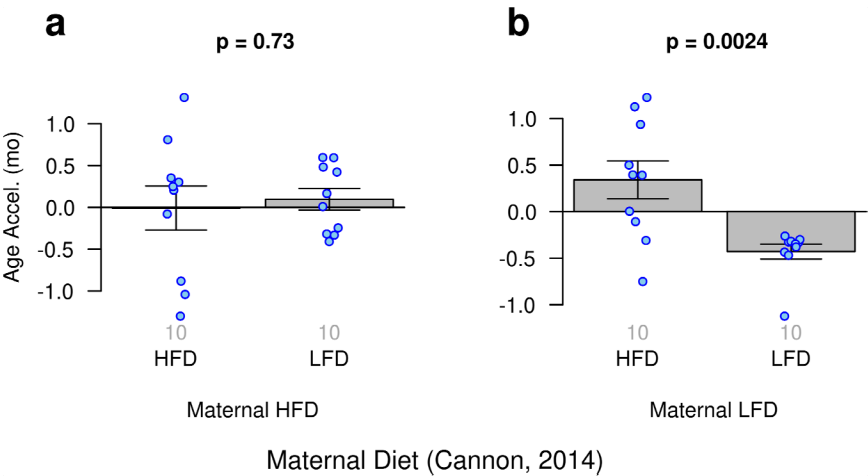 a
p = 0.73
Age Accel. (mo)
1.0
0.5
0.0
-0.5
-1.0
10
10
HFD
LFD
Maternal HFD
b
p = 0.0024
1.0
0.5
0.0
-0.5
-1.0
10
10
HFD
LFD
Maternal LFD
Maternal Diet (Cannon, 2014)